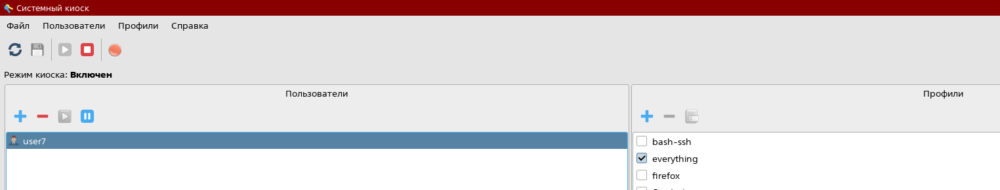 Системный киоск
Файл Пользователи Профили Справка
Режим киоска: Включен
Пользователи
Профили
user7
bash-ssh
everything
firefox